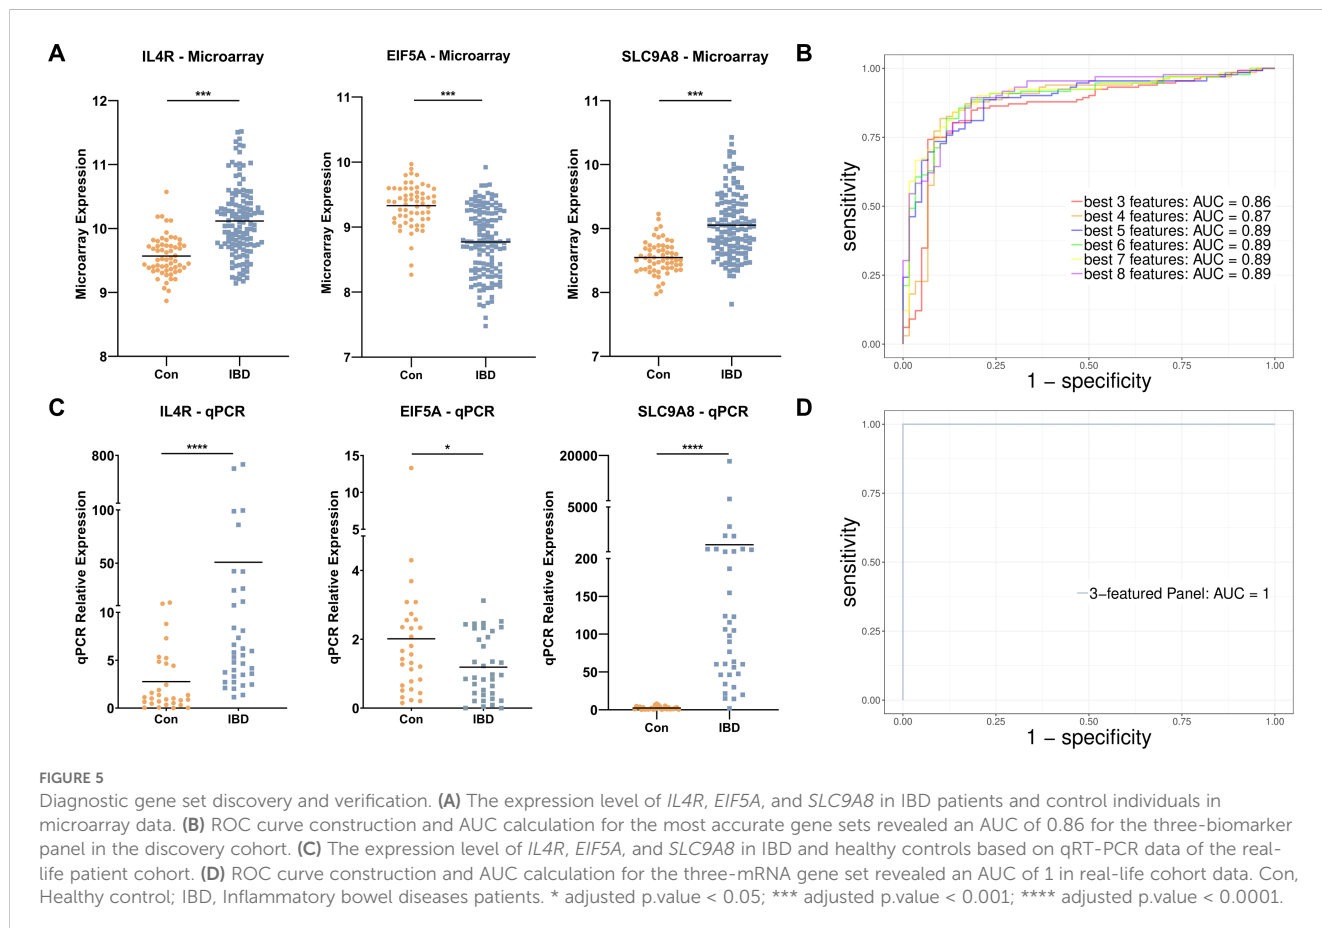 A
IL4R - Microarray
EIF5A - Microarray
SLC9A8 - Microarray
***
***
***
Microarray Expression
12
11
10
9
8
Con
IBD
Microarray Expression
11
10
9
8
7
Con
IBD
Microarray Expression
11
10
9
8
7
Con
IBD
B
sensitivity
1.00
0.75
0.50
0.25
0.00
best 3 features: AUC = 0.86
best 4 features: AUC = 0.87
best 5 features: AUC = 0.89
best 6 features: AUC = 0.89
best 7 features: AUC = 0.89
best 8 features: AUC = 0.89
0.00 0.25 0.50 0.75 1.00
1 − specificity
C
IL4R - qPCR
EIF5A - qPCR
SLC9A8 - qPCR
****
*
****
qPCR Relative Expression
800
100
50
10
5
0
Con
IBD
qPCR Relative Expression
15
10
5
4
2
0
Con
IBD
qPCR Relative Expression
20000
5000
200
150
100
50
0
Con
IBD
D
sensitivity
1.00
0.75
0.50
0.25
0.00
3−featured Panel: AUC = 1
0.00 0.25 0.50 0.75 1.00
1 − specificity
FIGURE 5
Diagnostic gene set discovery and verification. (A) The expression level of IL4R, EIF5A, and SLC9A8 in IBD patients and control individuals in
microarray data. (B) ROC curve construction and AUC calculation for the most accurate gene sets revealed an AUC of 0.86 for the three-biomarker
panel in the discovery cohort. (C) The expression level of IL4R, EIF5A, and SLC9A8 in IBD and healthy controls based on qRT-PCR data of the real-
life patient cohort. (D) ROC curve construction and AUC calculation for the three-mRNA gene set revealed an AUC of 1 in real-life cohort data. Con,
Healthy control; IBD, Inflammatory bowel diseases patients. * adjusted p.value < 0.05; *** adjusted p.value < 0.001; **** adjusted p.value < 0.0001.